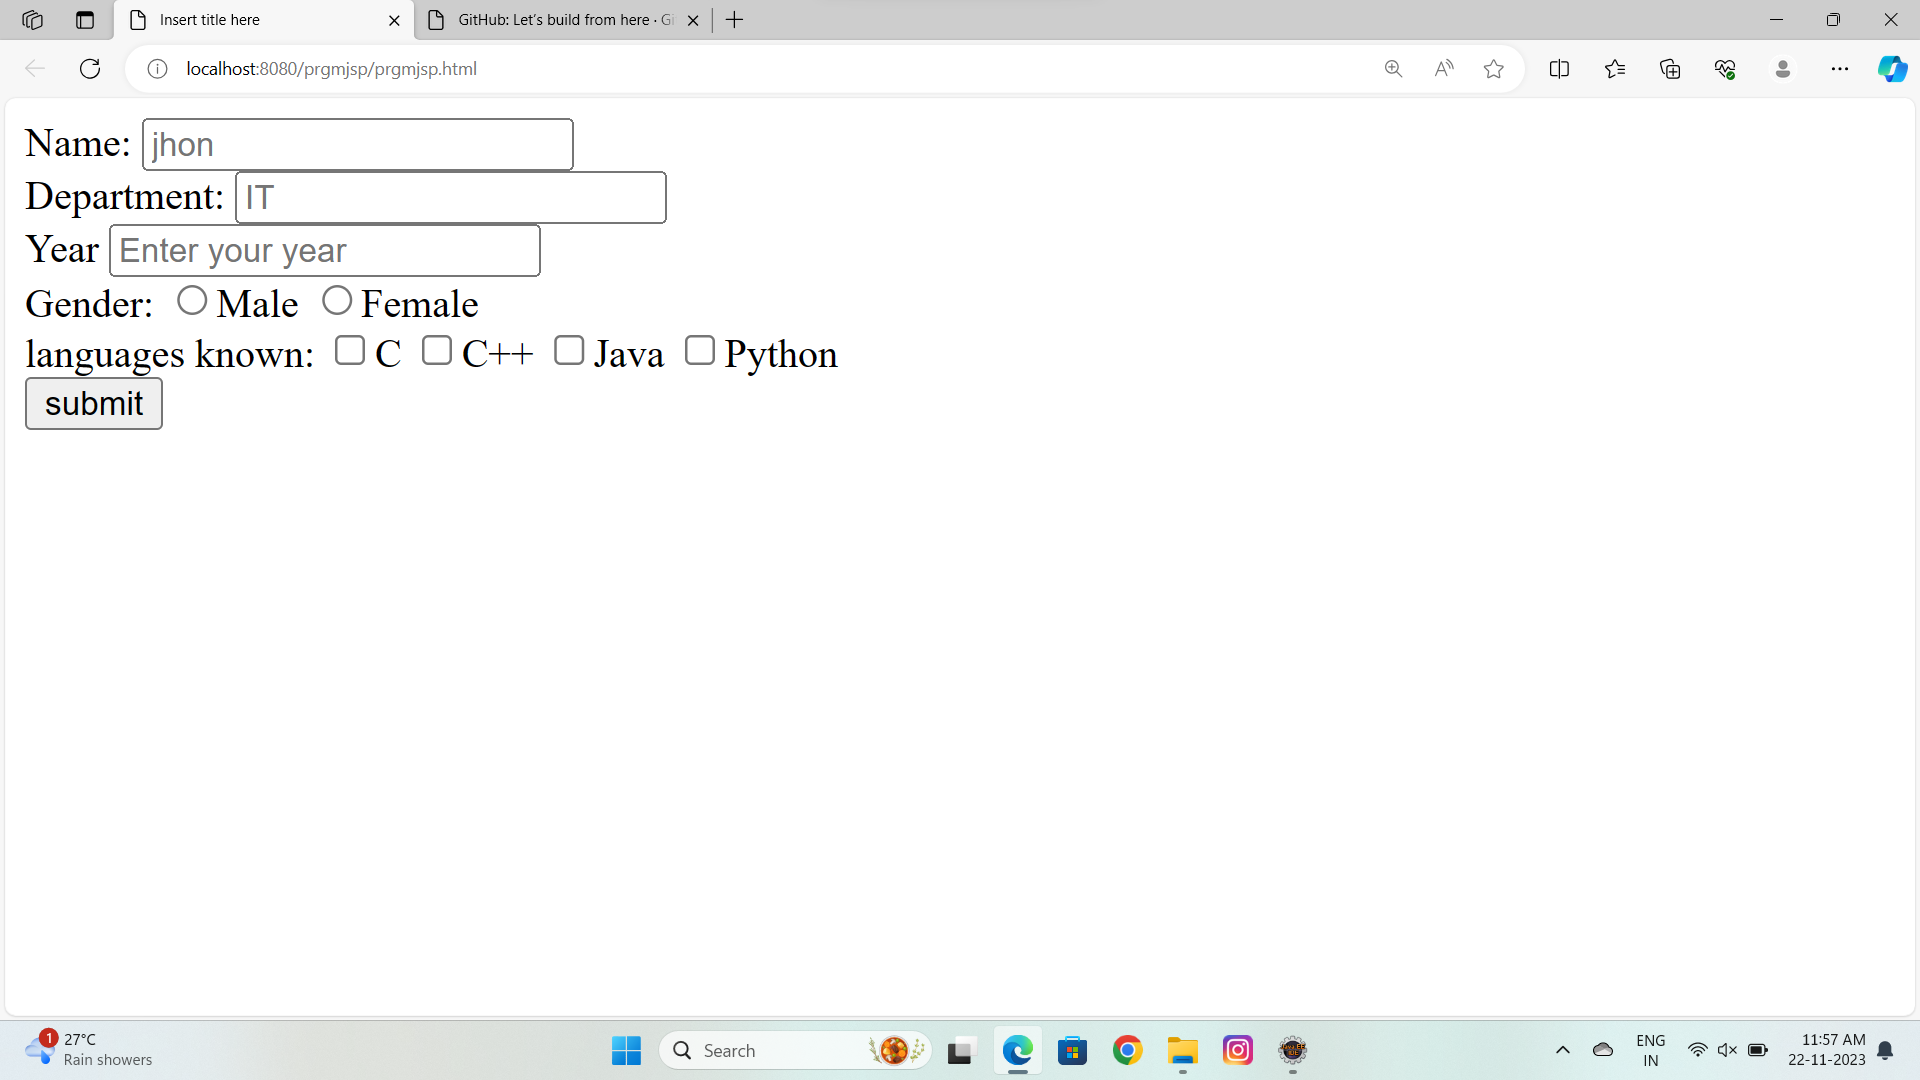 Insert title here
GitHub: Let's build from here · Gi
localhost:8080/prgmjsp/prgmjsp.html
Name: jhon
Department: IT
Year Enter your year
Gender: Male Female
languages known: C C++ Java Python
submit
1
27°C
Rain showers
Search
ENG
IN
11:57 AM
22-11-2023